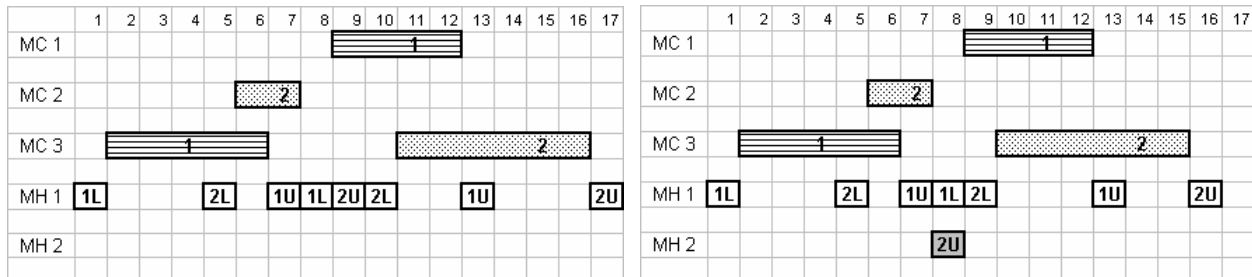 1 2 3 4 5 6 7 8 9 10 11 12 13 14 15 16 17
MC 1 1
MC 2 2
MC 3 1 2
MH 1 1L 2L 1U 1L 2U 2L 1U 2U
MH 2
1 2 3 4 5 6 7 8 9 10 11 12 13 14 15 16 17
MC 1 1
MC 2 2
MC 3 1 2
MH 1 1L 2L 1U 1L 2L 1U 2U
MH 2 2U